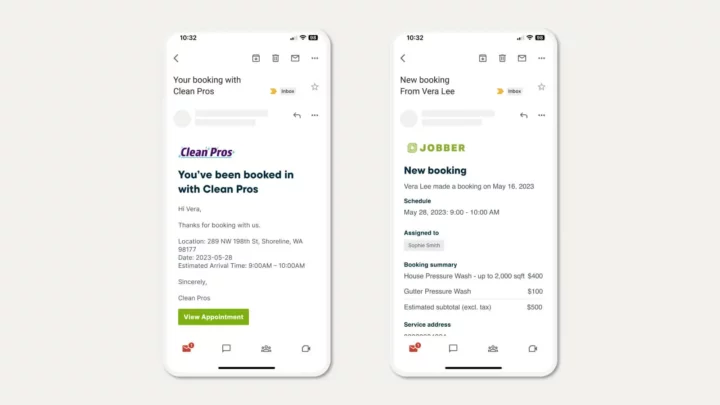 10:32
98
Your booking with
Clean Pros
Inbox
Clean Pros
You've been booked in
with Clean Pros
Hi Vera,
Thanks for booking with us.
Location: 289 NW 198th St, Shoreline, WA
98177
Date: 2023-05-28
Estimated Arrival Time: 9:00AM – 10:00AM
Sincerely,
Clean Pros
View Appointment
10:32
98
New booking
From Vera Lee
Inbox
JOBBER
New booking
Vera Lee made a booking on May 16, 2023
Schedule
May 28, 2023: 9:00 - 10:00 AM
Assigned to
Sophie Smith
Booking summary
House Pressure Wash - up to 2,000 sqft $400
Gutter Pressure Wash $100
Estimated subtotal (excl. tax) $500
Service address